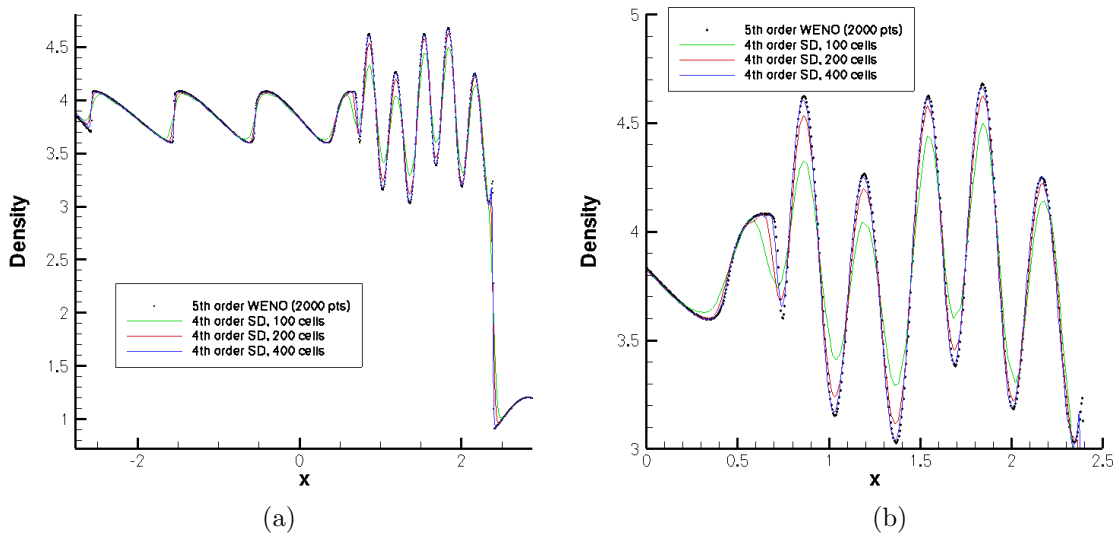 4.5
4
3.5
3
2.5
2
1.5
1
Density
-2
0
2
x
5th order WENO (2000 pts)
4th order SD, 100 cells
4th order SD, 200 cells
4th order SD, 400 cells
(a)
5
4.5
4
3.5
3
Density
0
0.5
1
1.5
2
2.5
x
5th order WENO (2000 pts)
4th order SD, 100 cells
4th order SD, 200 cells
4th order SD, 400 cells
(b)